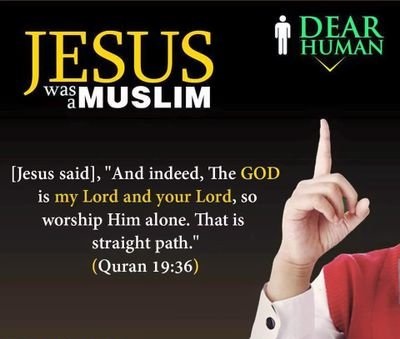 JESUS
was a MUSLIM
DEAR
HUMAN
[Jesus said], "And indeed, The GOD
is my Lord and your Lord, so
worship Him alone. That is
straight path."
(Quran 19:36)